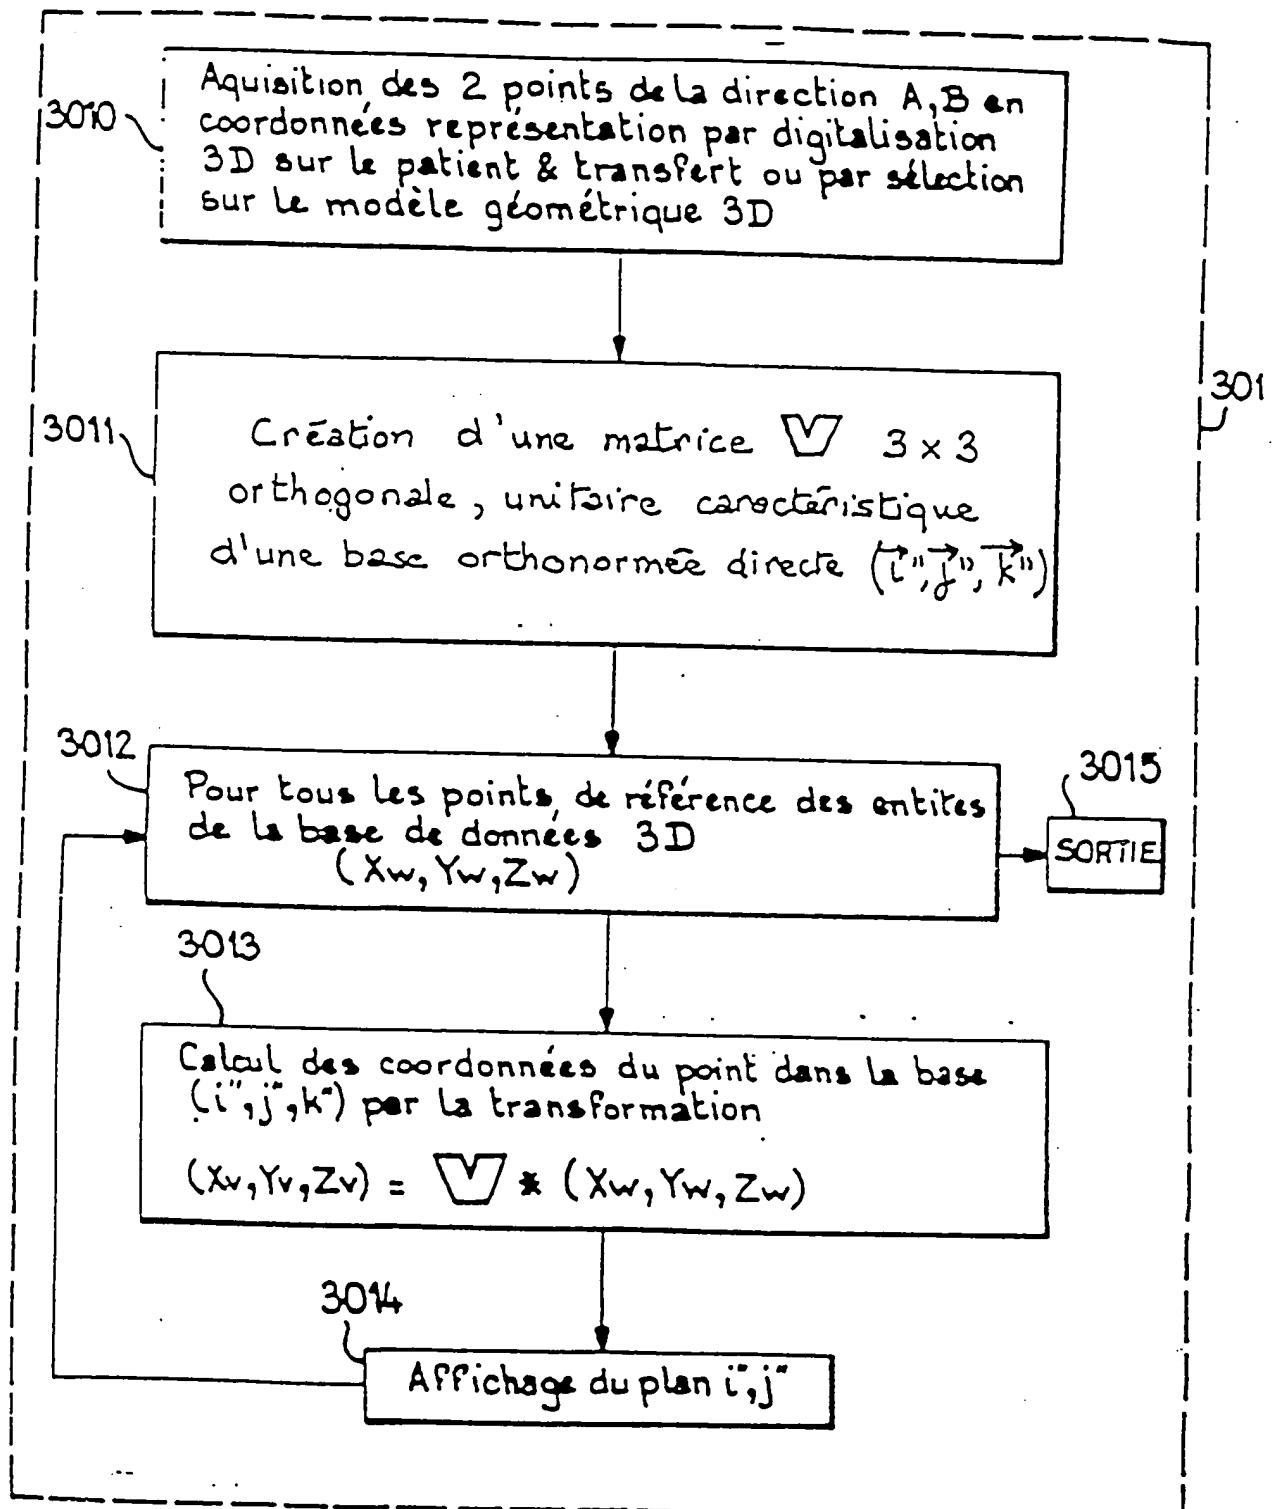 3010
Aquisition des 2 points de la direction A,B en
coordonnées représentation par digitalisation
3D sur le patient & transfert ou par sélection
sur le modèle géométrique 3D
301
3011
Création d'une matrice V 3 x 3
orthogonale, unitaire caractéristique
d'une base orthonormée directe (i'', j'', k'')
3012
Pour tous les points de référence des entites
de la base de données 3D
(Xw, Yw, Zw)
3015
SORTIE
3013
Calcul des coordonnées du point dans la base
(i'', j'', k'') par la transformation
(Xv, Yv, Zv) = V * (Xw, Yw, Zw)
3014
Affichage du plan i'', j''